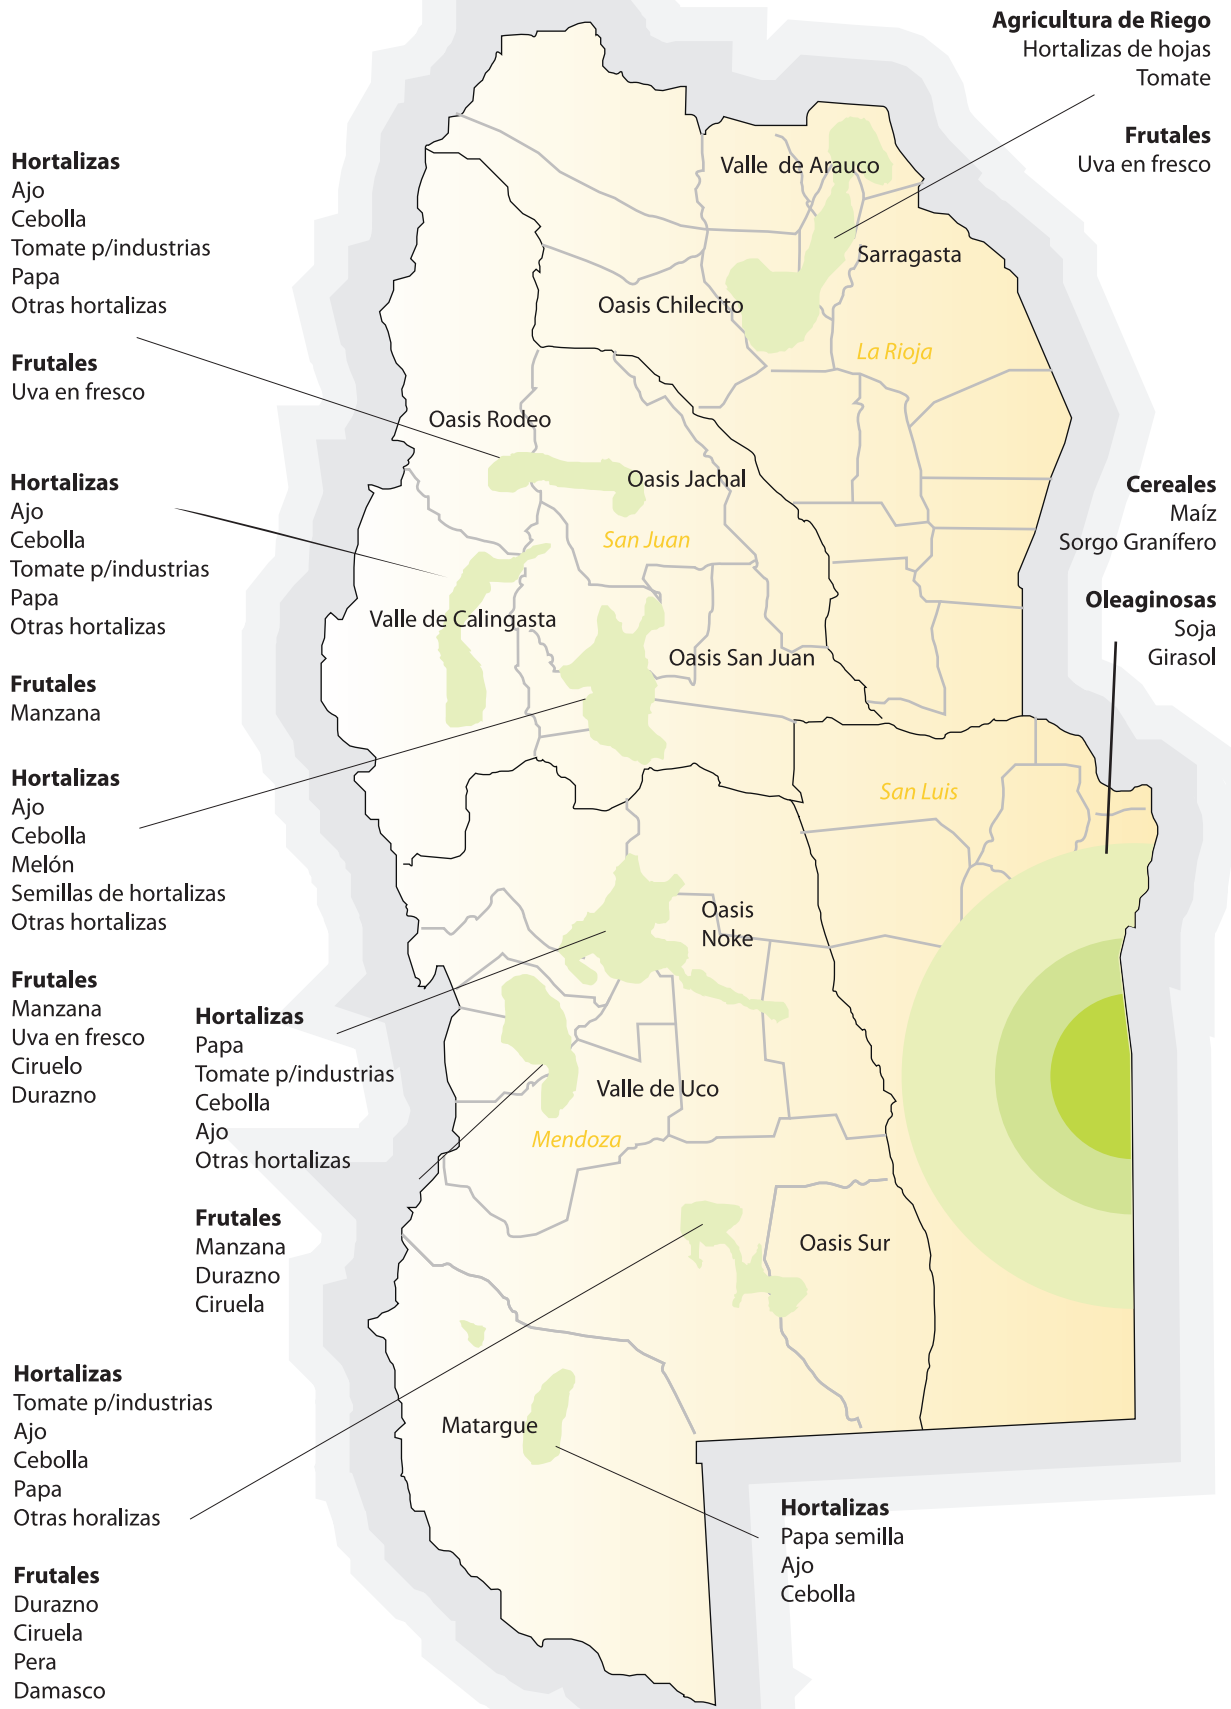 Agricultura de Riego
Hortalizas de hojas
Tomate
Frutales
Uva en fresco
Hortalizas
Ajo
Cebolla
Tomate p/industrias
Papa
Otras hortalizas
Frutales
Uva en fresco
Hortalizas
Ajo
Cebolla
Tomate p/industrias
Papa
Otras hortalizas
Frutales
Manzana
Hortalizas
Ajo
Cebolla
Melón
Semillas de hortalizas
Otras hortalizas
Frutales
Manzana
Uva en fresco
Ciruelo
Durazno
Hortalizas
Papa
Tomate p/industrias
Cebolla
Ajo
Otras hortalizas
Frutales
Manzana
Durazno
Ciruela
Hortalizas
Tomate p/industrias
Ajo
Cebolla
Papa
Otras horalizas
Frutales
Durazno
Ciruela
Pera
Damasco
Valle de Arauco
Sarragasta
Oasis Chilecito
La Rioja
Oasis Rodeo
Oasis Jachal
San Juan
Valle de Calingasta
Oasis San Juan
San Luis
Oasis
Noke
Valle de Uco
Mendoza
Oasis Sur
Matargue
Cereales
Maíz
Sorgo Granífero
Oleaginosas
Soja
Girasol
Hortalizas
Papa semilla
Ajo
Cebolla